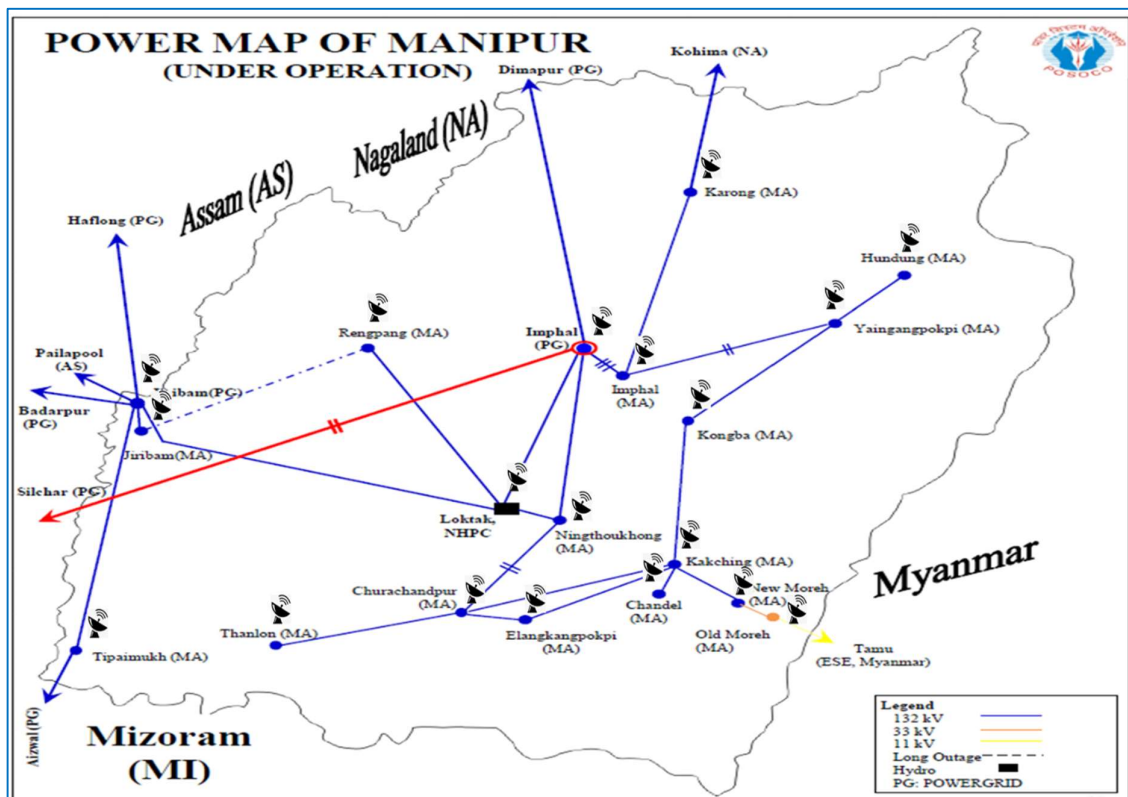 POWER MAP OF MANIPUR
(UNDER OPERATION)
Dimapur (PG)
Kohima (NA)
POSOCO
Nagaland (NA)
Assam (AS)
Karong (MA)
Haflong (PG)
Hundung (MA)
Rengpang (MA)
Imphal
(PG)
Yaingangpokpi (MA)
Pailapool
(AS)
Imphal
(MA)
Badarpur
(PG)
Kongba (MA)
Jiribam(MA)
Silchar (PG)
Loktak,
NHPC
Ningthoukhong
(MA)
Kakching (MA)
Myanmar
Churachandpur
(MA)
Chandel
(MA)
New Moreh
(MA)
Thanlon (MA)
Elangkangpokpi
(MA)
Old Moreh
(MA)
Tamu
(ESE, Myanmar)
Tipaimukh (MA)
Aizwal (PG)
Mizoram
(MI)
Legend
132 kV
33 kV
11 kV
Long Outage
Hydro
PG: POWERGRID